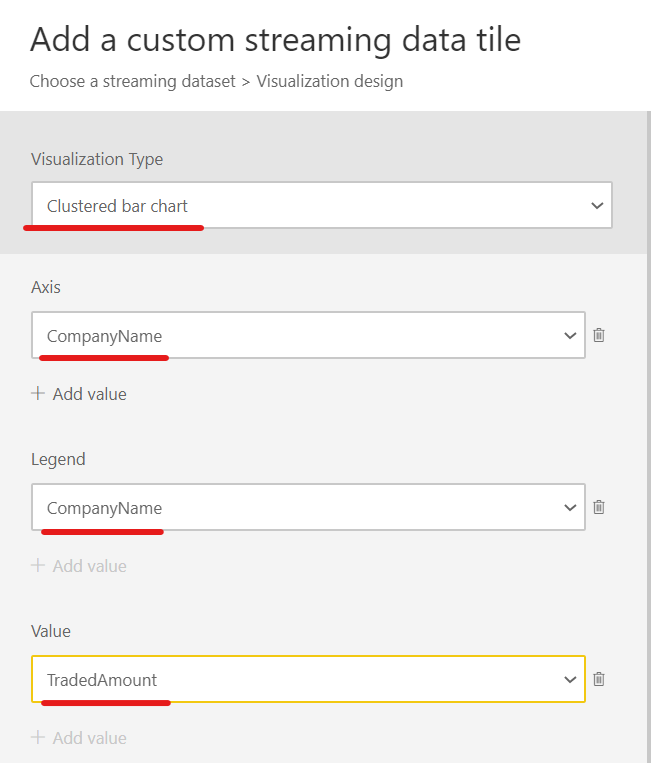 Add a custom streaming data tile
Choose a streaming dataset > Visualization design
Visualization Type
Clustered bar chart
Axis
CompanyName
+ Add value
Legend
CompanyName
+ Add value
Value
TradedAmount
+ Add value